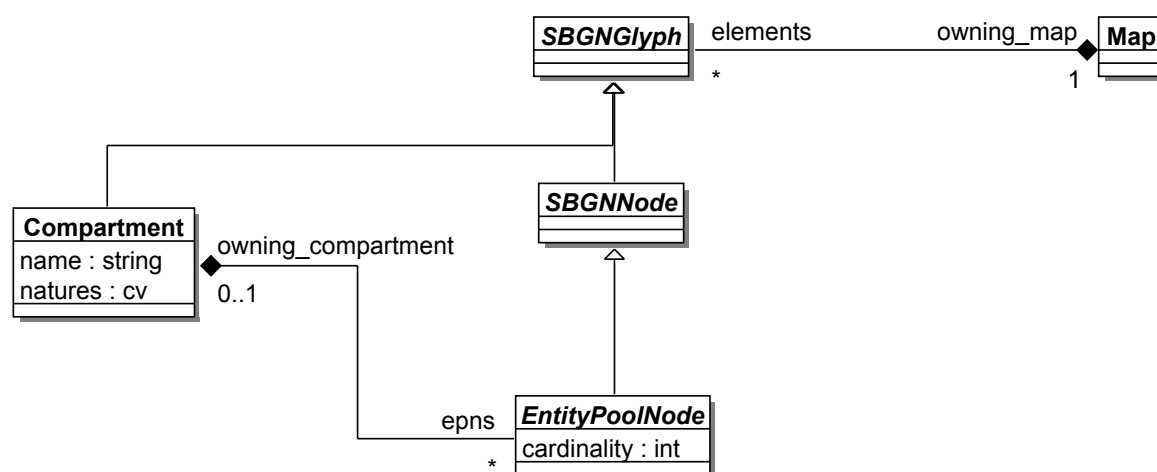 SBGNGlyph
elements
owning_map
Map
*
1
SBGNNode
Compartment
name : string
natures : cv
owning_compartment
0..1
EntityPoolNode
cardinality : int
epns
*